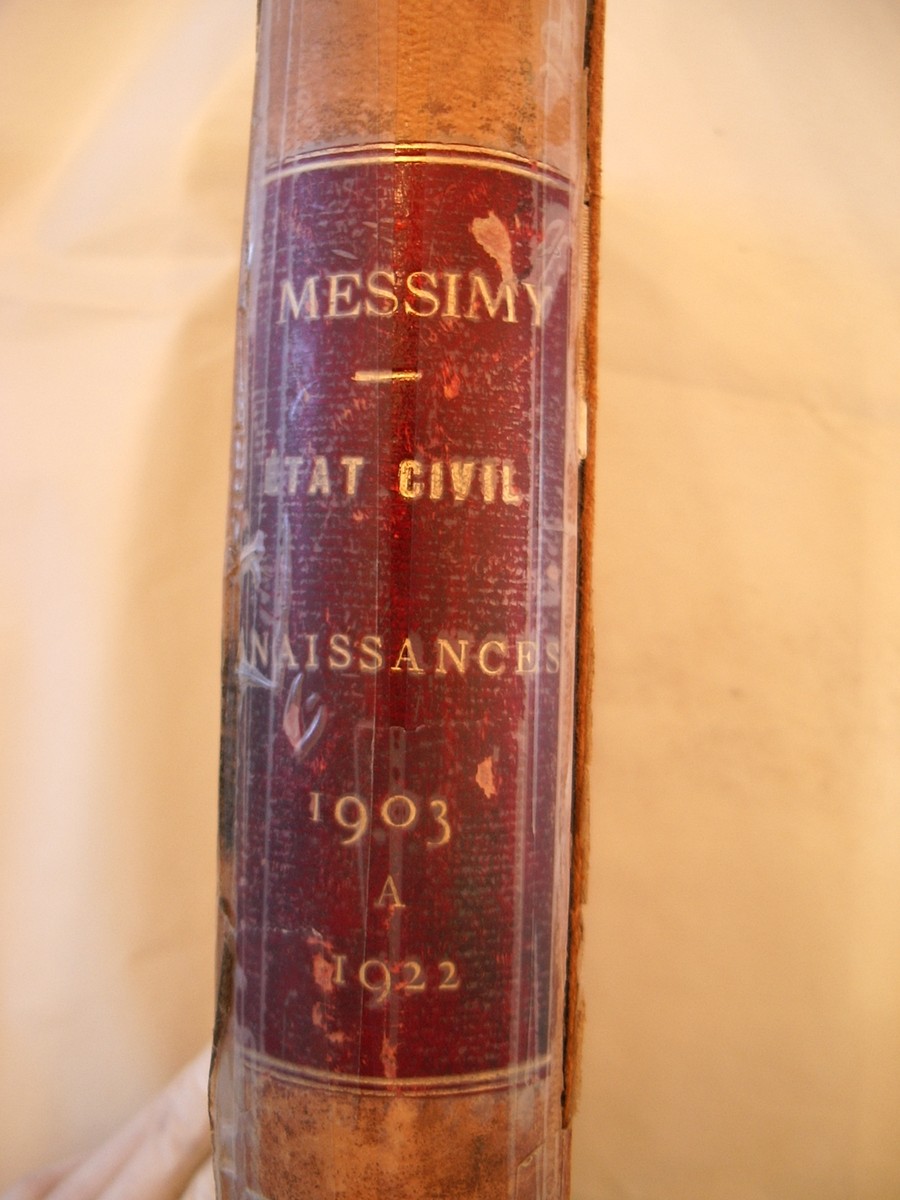 MESSIMY
ETAT CIVIL
NAISSANCES
1903
A
1922